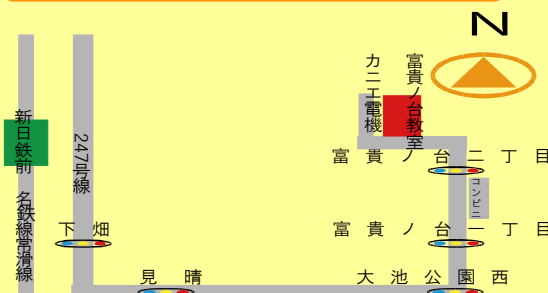 N
カニエ電機
富貴ノ台教室
新日鉄前
名鉄線常滑線
247号線
富貴ノ台二丁目
コンビニ
富貴ノ台一丁目
下畑
見晴
大池公園西